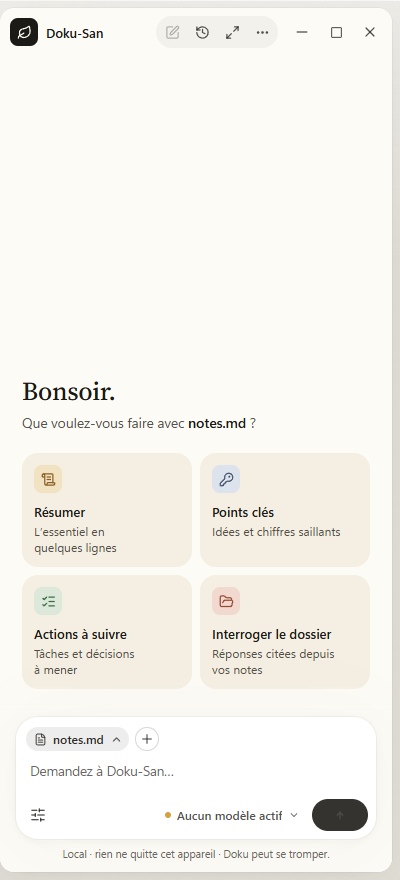 Doku-San
Bonsoir.
Que voulez-vous faire avec notes.md ?
Résumer
L'essentiel en
quelques lignes
Points clés
Idées et chiffres saillants
Actions à suivre
Tâches et décisions
à mener
Interroger le dossier
Réponses citées depuis
vos notes
notes.md
Demandez à Doku-San...
Aucun modèle actif
Local · rien ne quitte cet appareil · Doku peut se tromper.